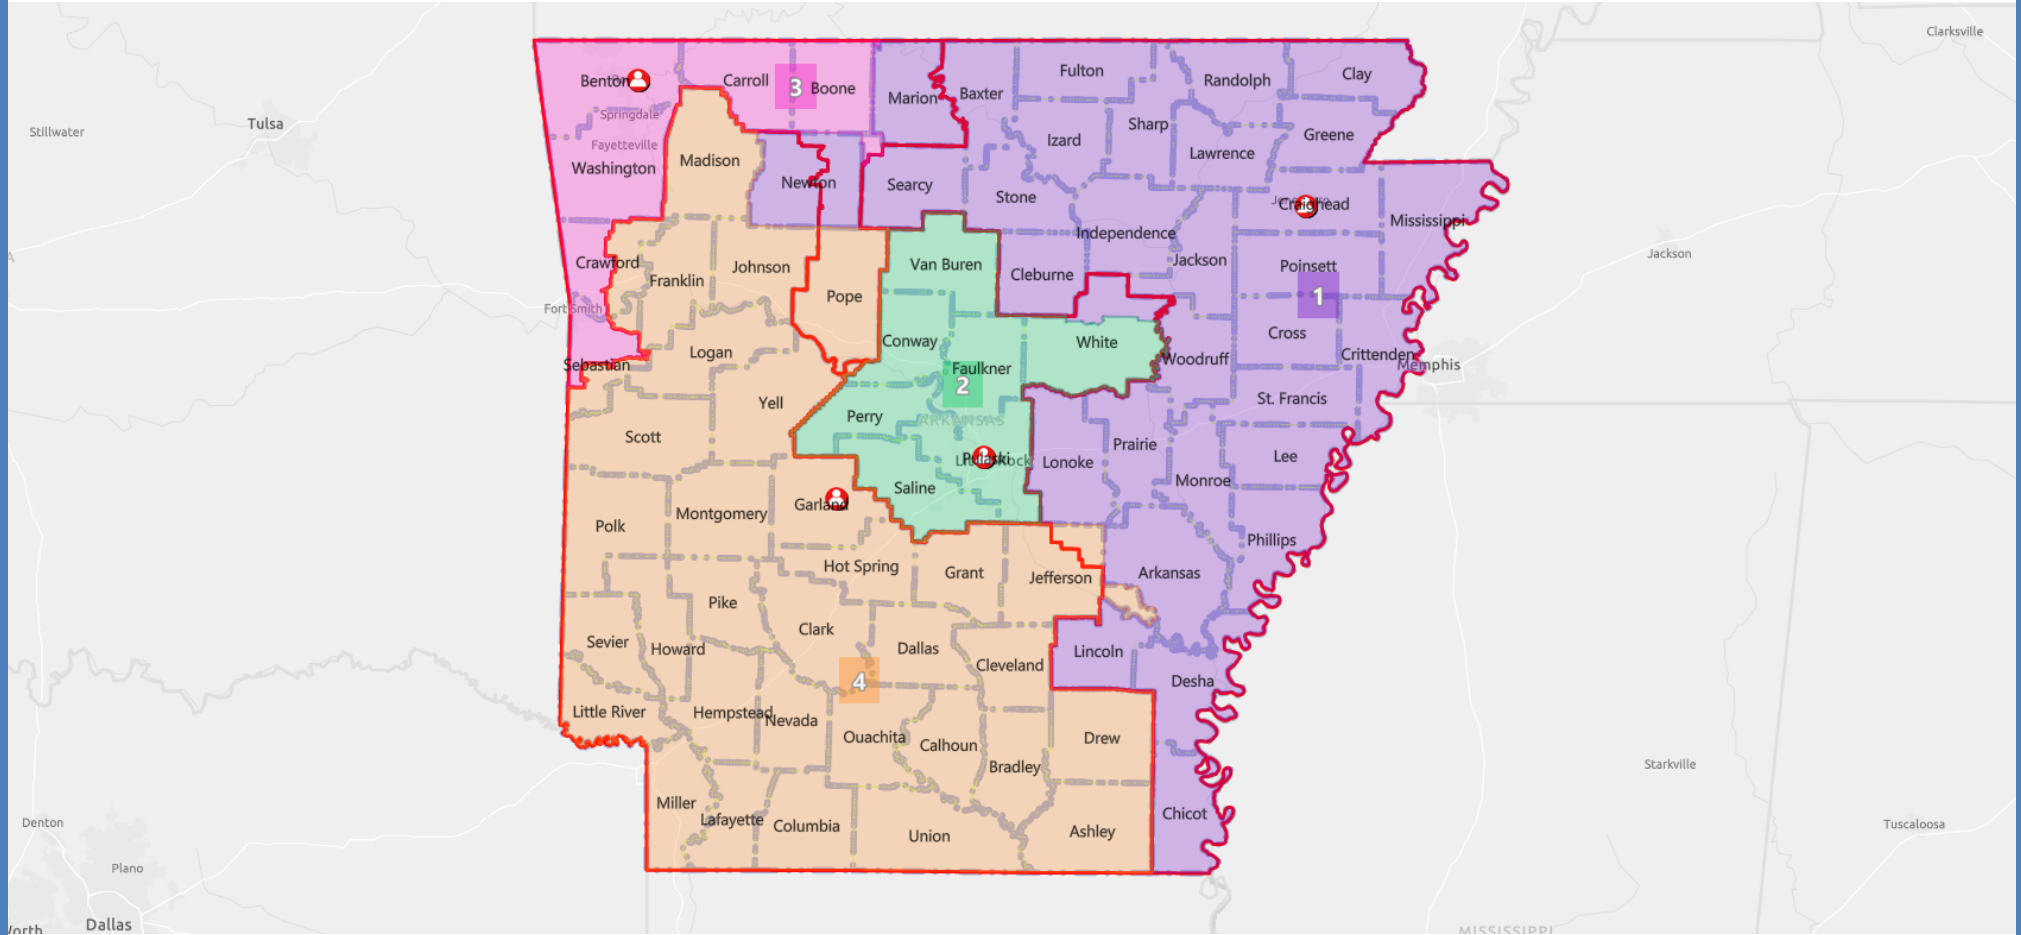 Clarksville
Benton
Carroll
3
Boone
Marion
Baxter
Fulton
Randolph
Clay
Springdale
Stillwater
Tulsa
Fayetteville
Madison
Izard
Sharp
Lawrence
Greene
Washington
Newton
Searcy
Stone
Craighead
Mississippi
Independence
Jackson
Jackson
Crawford
Franklin
Johnson
Van Buren
Cleburne
Poinsett
Pope
1
Fort Smith
Conway
White
Cross
Logan
Woodruff
Crittenden
Memphis
Sebastian
Faulkner
2
Yell
Perry
ARKANSAS
St. Francis
Scott
Prairie
Pulaski
Lonoke
Lee
Saline
Monroe
Garland
Polk
Montgomery
Phillips
Hot Spring
Grant
Jefferson
Arkansas
Pike
Clark
Sevier
Howard
Dallas
Cleveland
Lincoln
4
Desha
Little River
Hempstead
Nevada
Ouachita
Calhoun
Drew
Bradley
Starkville
Miller
Lafayette
Columbia
Union
Ashley
Chicot
Denton
Tuscaloosa
Plano
Dallas
MISSISSIPPI